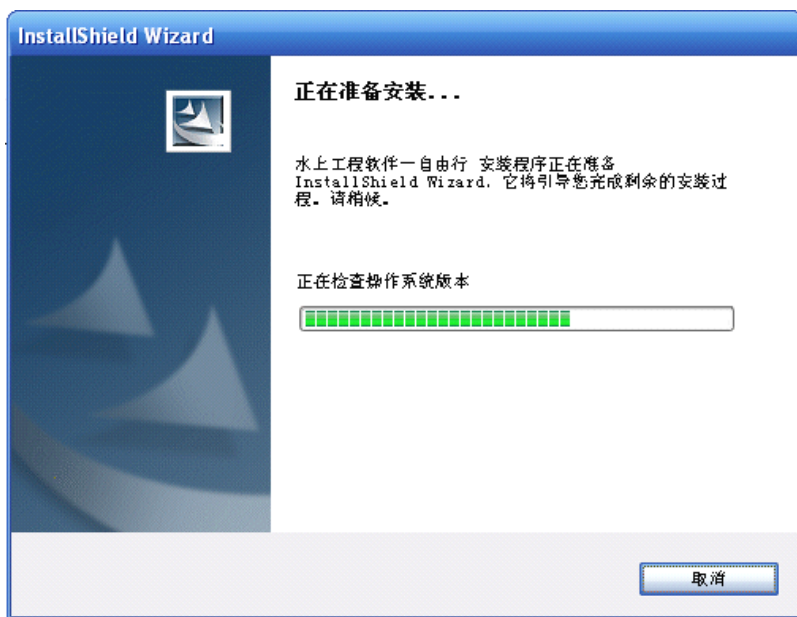 InstallShield Wizard
正在准备安装...
水上工程软件一自由行 安装程序正在准备
InstallShield Wizard, 它将引导您完成剩余的安装过
程。请稍候。
正在检查操作系统版本
取消